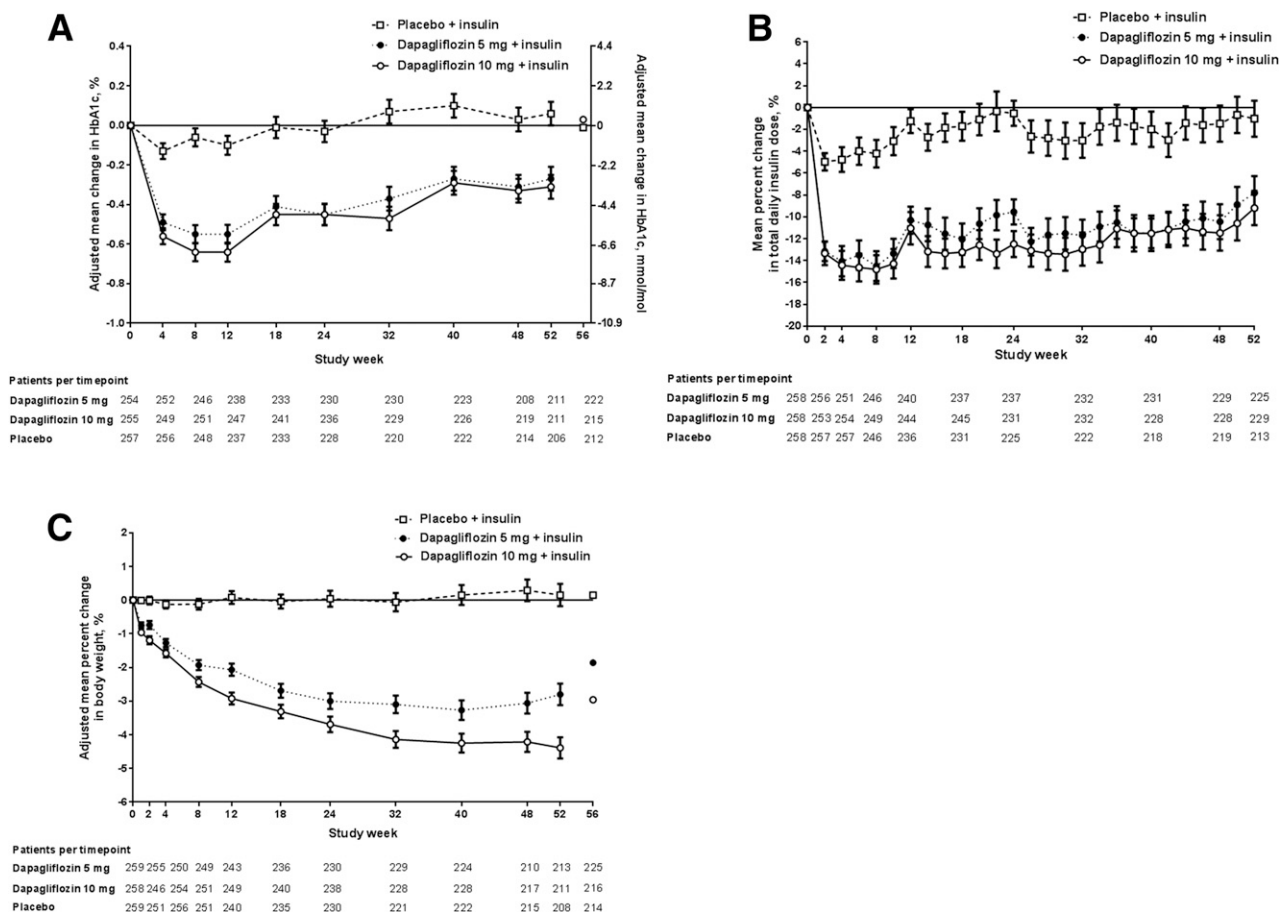 A
Placebo + insulin
Dapagliflozin 5 mg + insulin
Dapagliflozin 10 mg + insulin
Adjusted mean change in HbA1c, %
0.4
0.2
0.0
-0.2
-0.4
-0.6
-0.8
-1.0
4.4
2.2
0
-2.2
-4.4
-6.6
-8.7
-10.9
Adjusted mean change in HbA1c, mmol/mol
0 4 8 12 18 24 32 40 48 52 56
Study week
Patients per timepoint
Dapagliflozin 5 mg 254 252 246 238 233 230 230 223 208 211 222
Dapagliflozin 10 mg 255 249 251 247 241 236 229 226 219 211 215
Placebo 257 256 248 237 233 228 220 222 214 206 212
B
Placebo + insulin
Dapagliflozin 5 mg + insulin
Dapagliflozin 10 mg + insulin
Mean percent change
in total daily insulin dose, %
6
4
2
0
-2
-4
-6
-8
-10
-12
-14
-16
-18
-20
0 2 4 6 8 12 18 24 32 40 48 52
Study week
Patients per timepoint
Dapagliflozin 5 mg 258 256 251 246 240 237 237 232 231 229 225
Dapagliflozin 10 mg 258 253 254 249 244 245 231 232 228 228 229
Placebo 258 257 257 246 236 231 225 222 218 219 213
C
Placebo + insulin
Dapagliflozin 5 mg + insulin
Dapagliflozin 10 mg + insulin
Adjusted mean percent change
in body weight, %
2
1
0
-1
-2
-3
-4
-5
-6
0 2 4 8 12 18 24 32 40 48 52 56
Study week
Patients per timepoint
Dapagliflozin 5 mg 259 255 250 249 243 236 230 229 224 210 213 225
Dapagliflozin 10 mg 258 246 254 251 249 240 238 228 228 217 211 216
Placebo 259 251 256 251 240 235 230 221 222 215 208 214